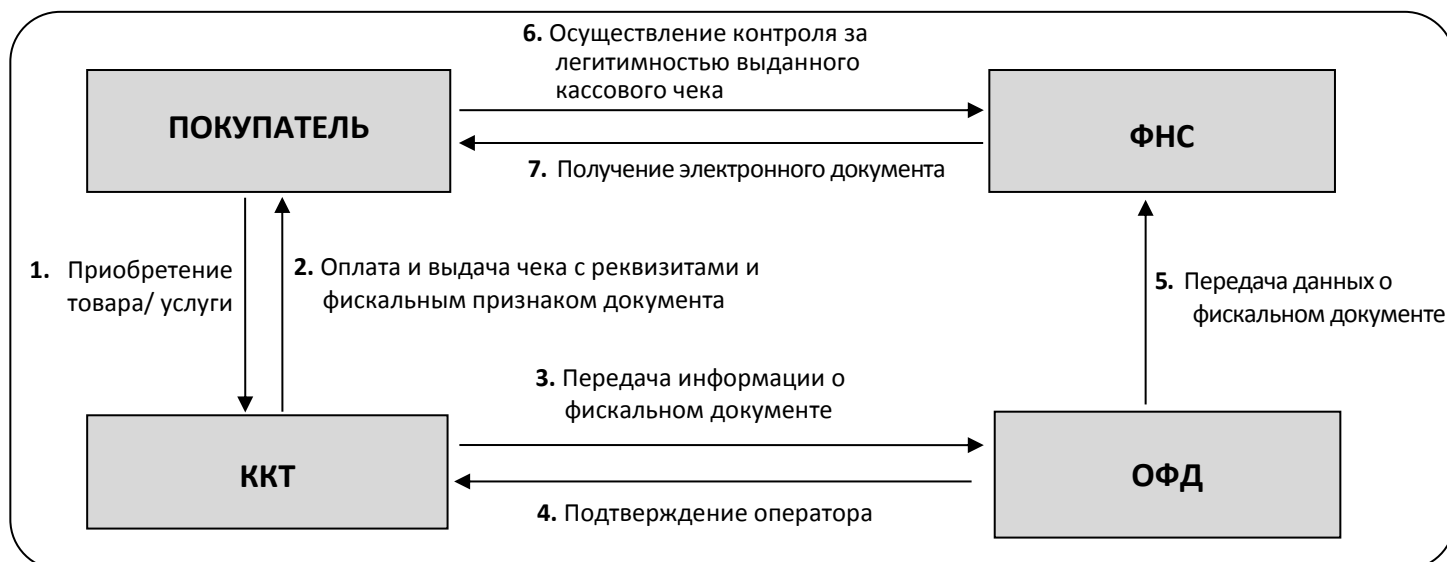 6. Осуществление контроля за
легитимностью выданного
кассового чека
ПОКУПАТЕЛЬ
ФНС
7. Получение электронного документа
1. Приобретение
товара/ услуги
2. Оплата и выдача чека с реквизитами и
фискальным признаком документа
5. Передача данных о
фискальном документе
3. Передача информации о
фискальном документе
ККТ
ОФД
4. Подтверждение оператора